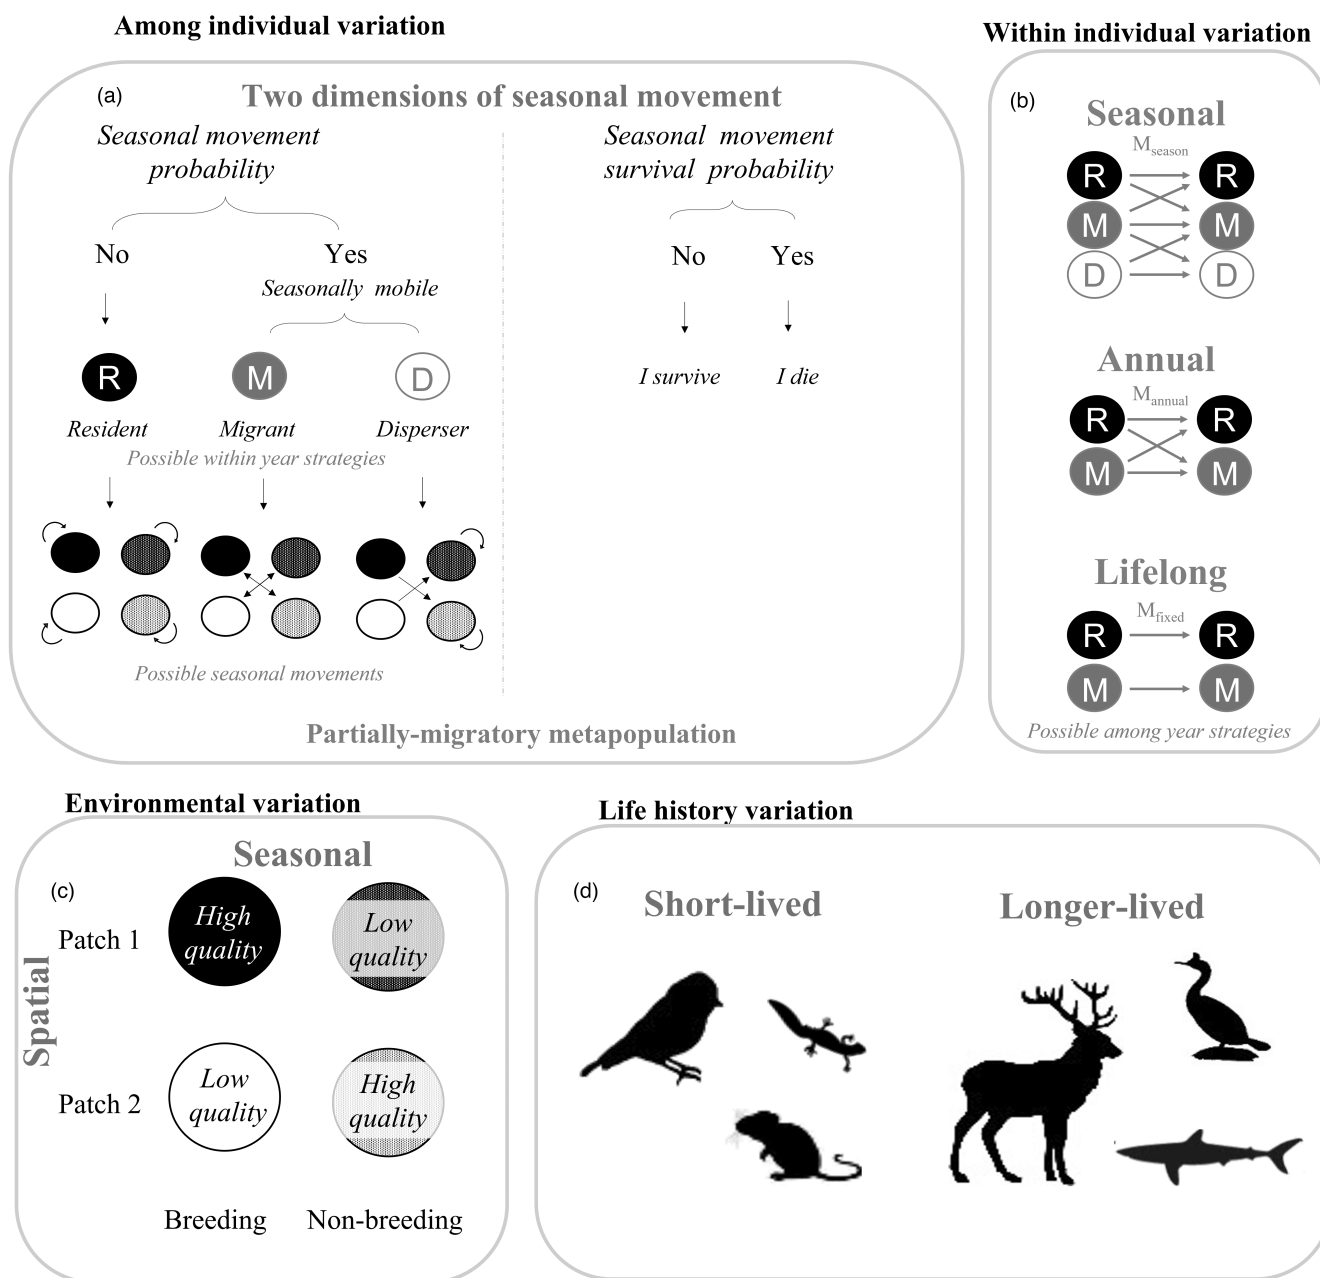 Among individual variation
(a)
Two dimensions of seasonal movement
Seasonal movement
probability
No
Yes
Seasonally mobile
R
M
D
Resident
Migrant
Disperser
Possible within year strategies
Possible seasonal movements
Seasonal movement
survival probability
No
Yes
I survive
I die
Partially-migratory metapopulation
Within individual variation
(b)
Seasonal
M_season
R
R
M
M
D
D
Annual
M_annual
R
R
M
M
Lifelong
M_fixed
R
R
M
M
Possible among year strategies
Environmental variation
(c)
Seasonal
Spatial
Patch 1
High
quality
Low
quality
Patch 2
Low
quality
High
quality
Breeding
Non-breeding
Life history variation
(d)
Short-lived
Longer-lived